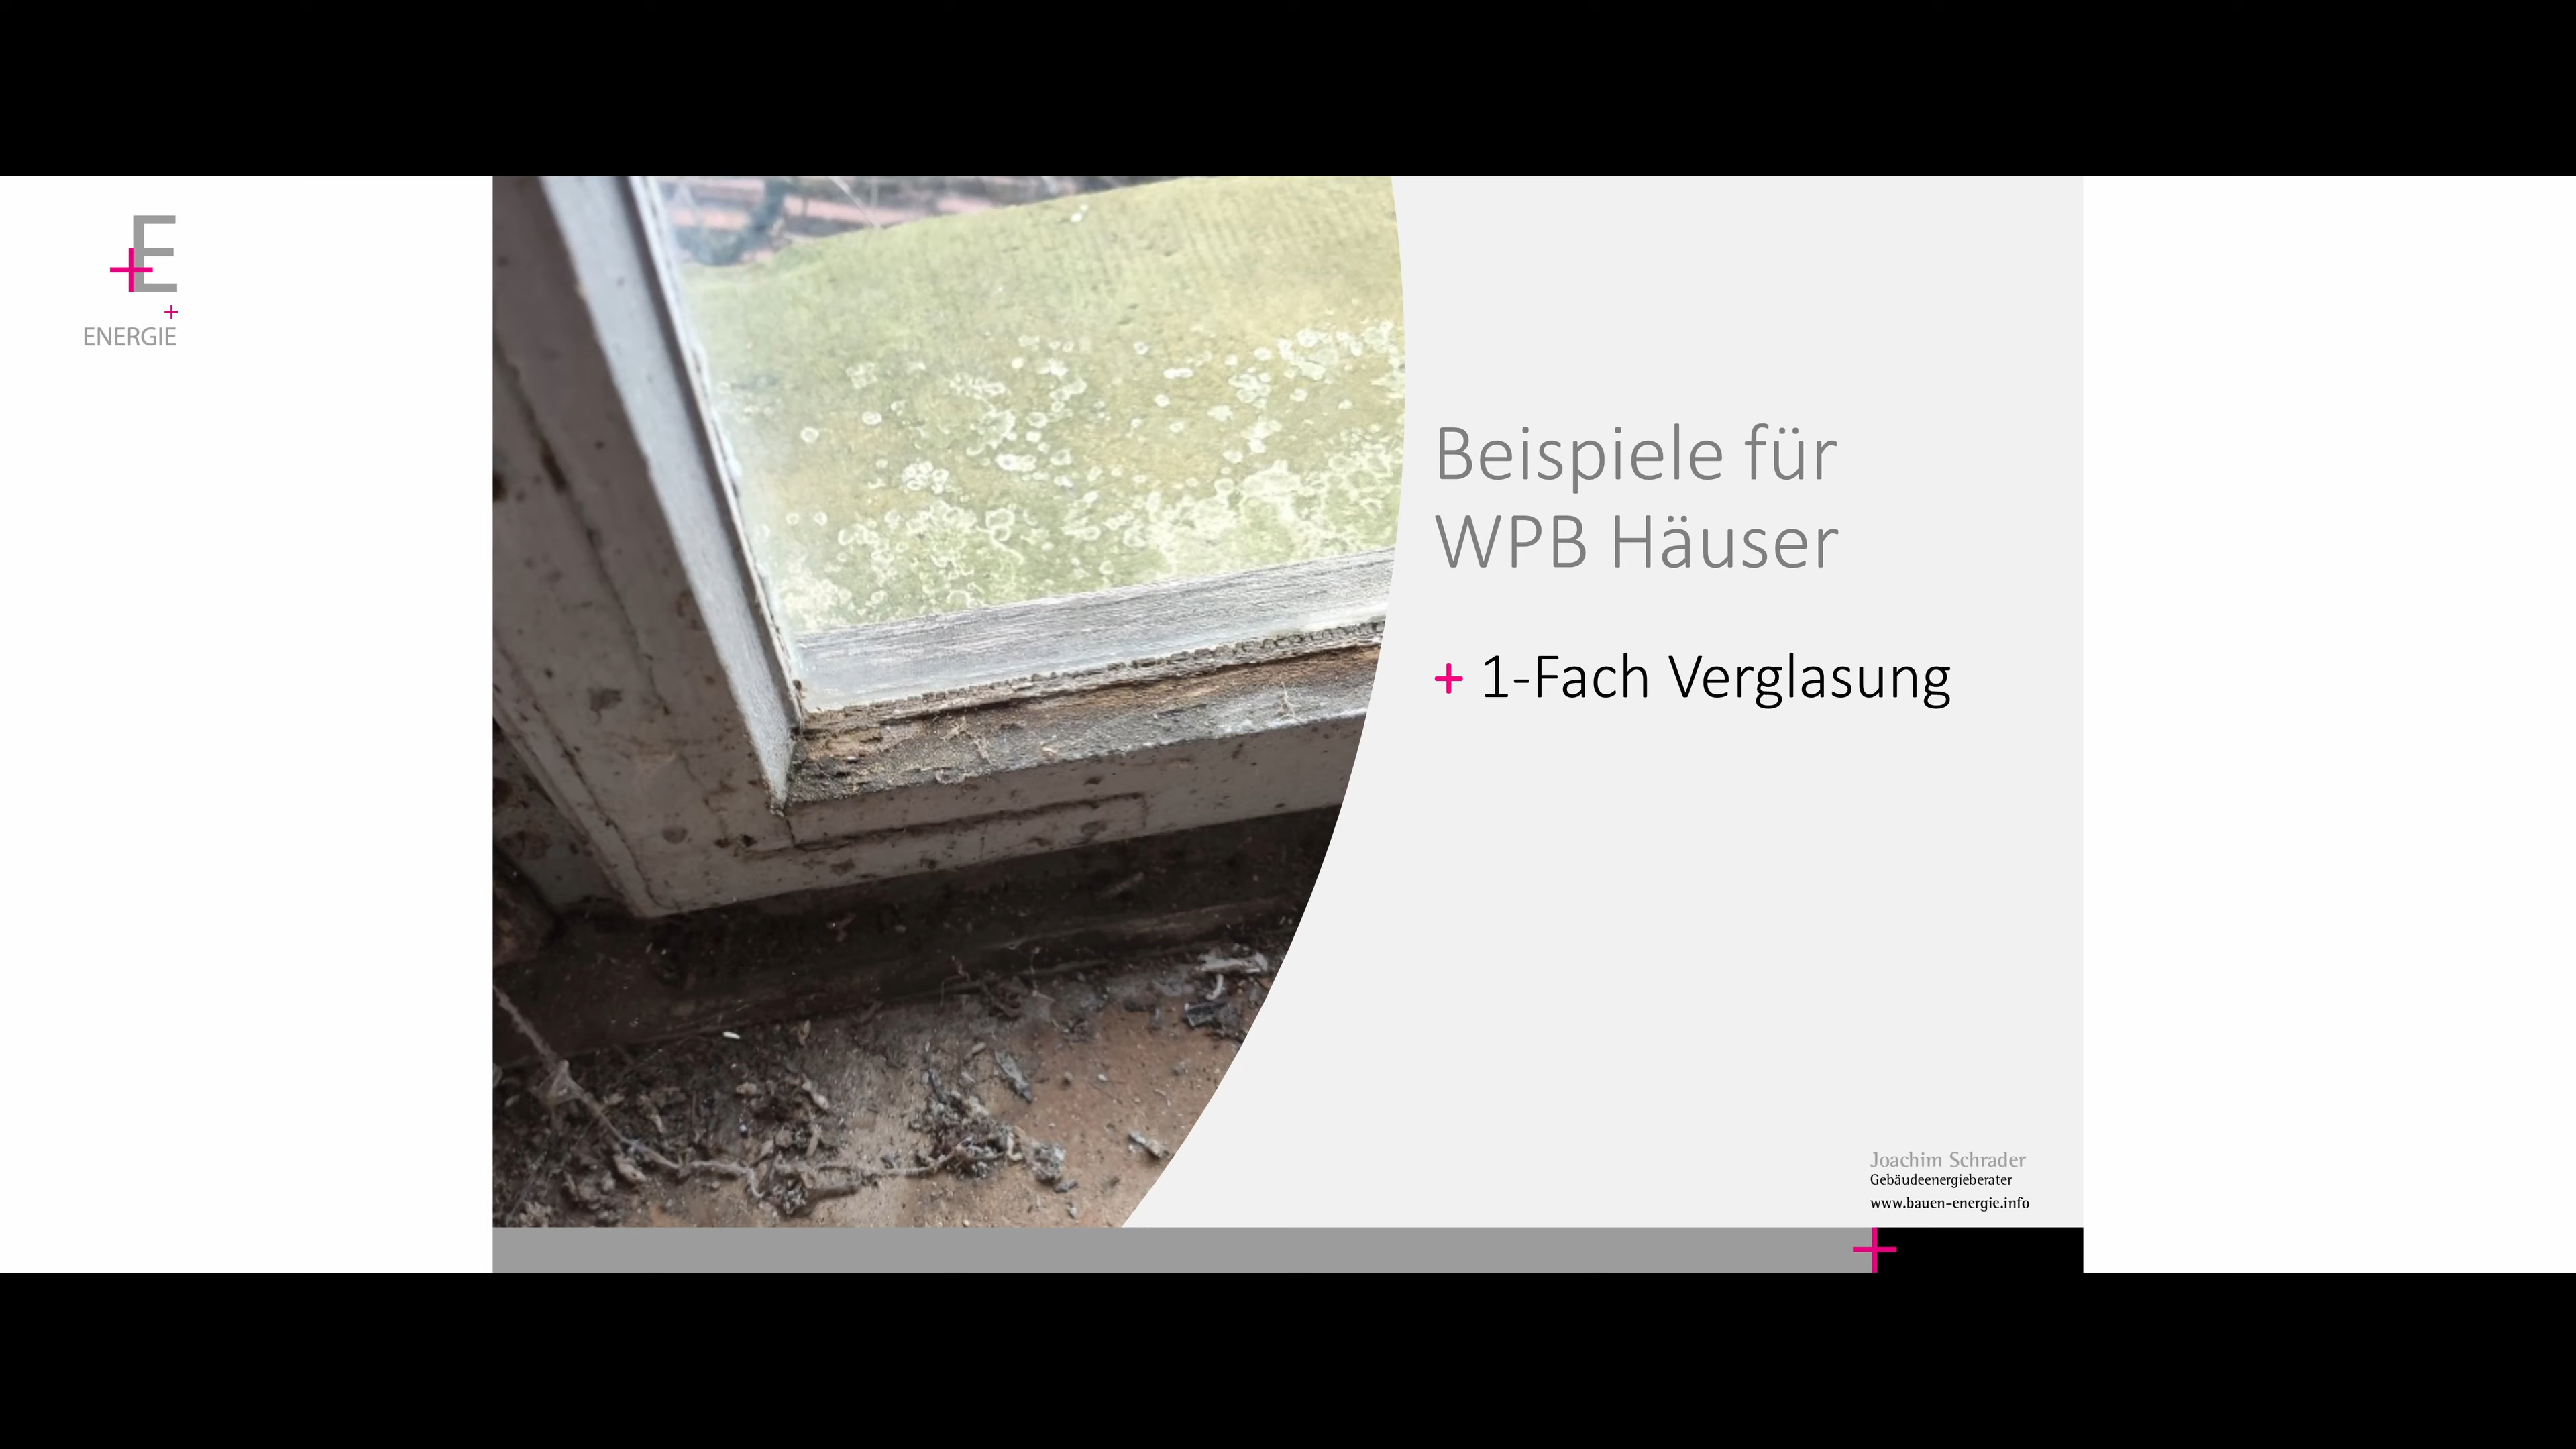 E
ENERGIE
Beispiele für
WPB Häuser
+ 1-Fach Verglasung
Joachim Schrader
Gebäudeenergieberater
www.bauen-energie.info